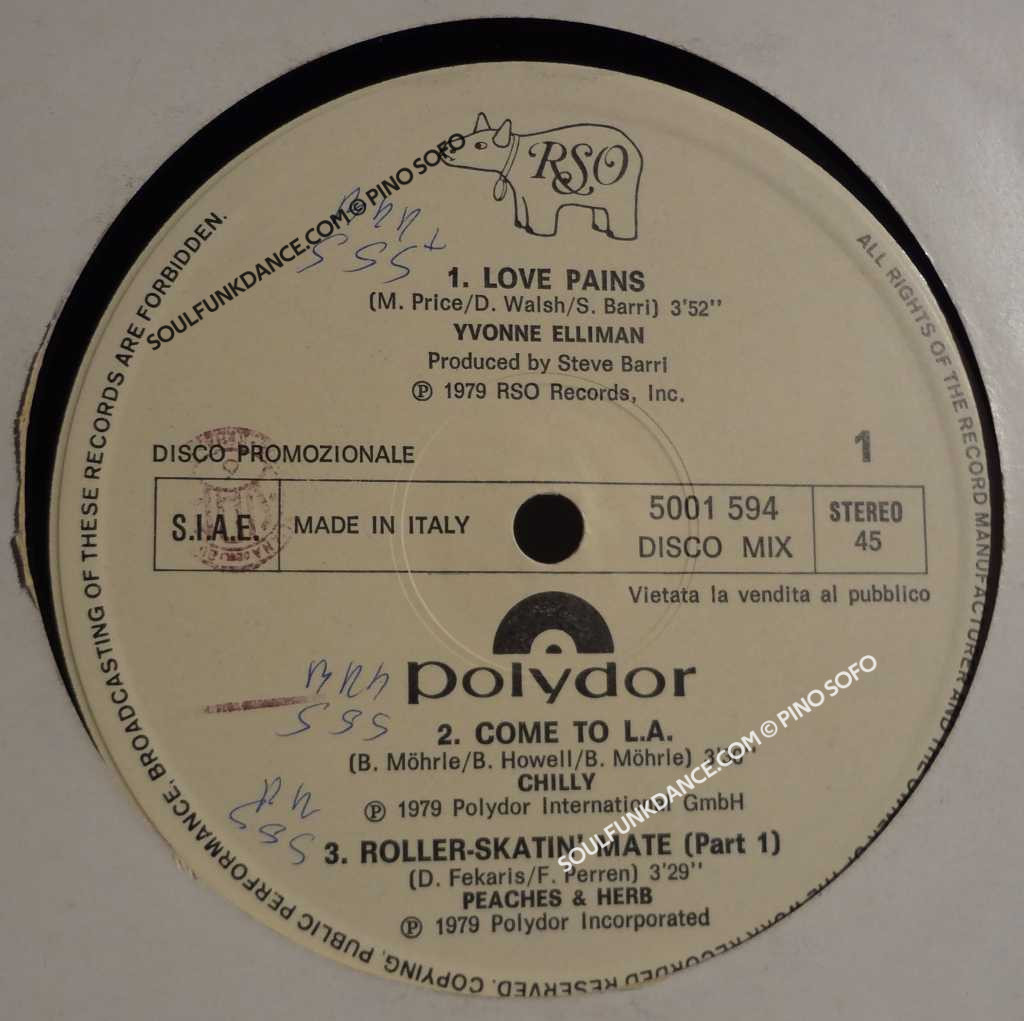 RSO
1. LOVE PAINS
(M. Price/D. Walsh/S. Barri) 3'52"
YVONNE ELLIMAN
Produced by Steve Barri
℗ 1979 RSO Records, Inc.
DISCO PROMOZIONALE
1
S.I.A.E.
MADE IN ITALY
5001 594
DISCO MIX
STEREO
45
Vietata la vendita al pubblico
polydor
2. COME TO L.A.
(B. Möhrle/B. Howell/B. Möhrle)
CHILLY
℗ 1979 Polydor International GmbH
3. ROLLER-SKATIN' MATE (Part 1)
(D. Fekaris/F. Perren) 3'29"
PEACHES & HERB
℗ 1979 Polydor Incorporated
ALL RIGHTS OF THE RECORD MANUFACTURER AND THE OWNER OF THE WORK RECORDED RESERVED. COPYING, PUBLIC PERFORMANCE, BROADCASTING OF THESE RECORDS ARE FORBIDDEN.
SOULFUNKDANCE.COM © PINO SOFO
SOULFUNKDANCE.COM © PINO SOFO